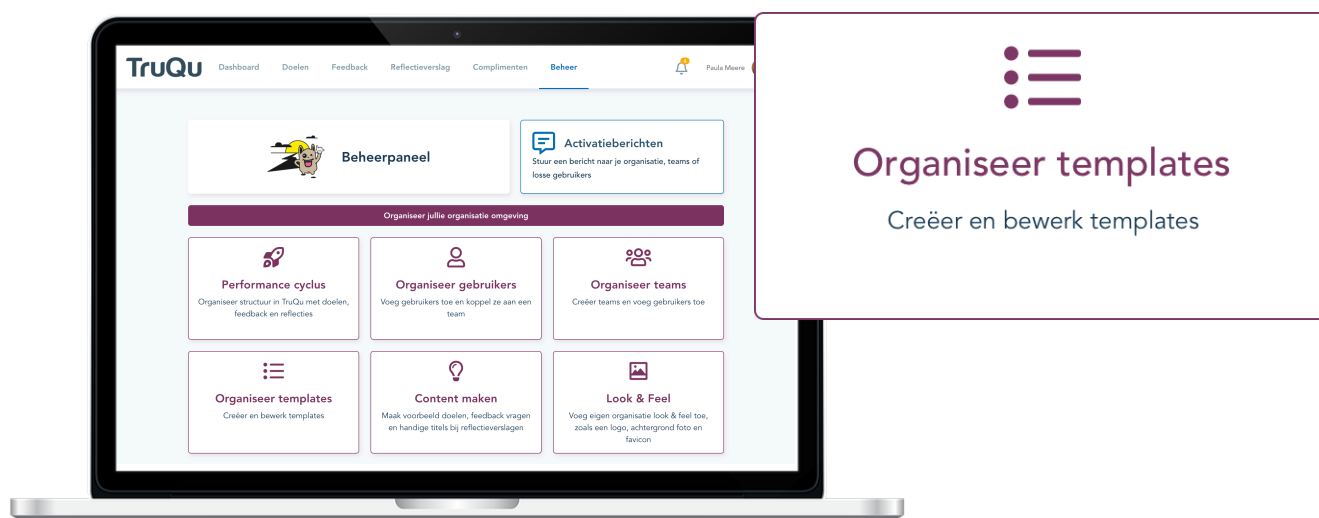 TruQu
Dashboard Doelen Feedback Reflectieverslag Complimenten Beheer
4
Paula Meere
Beheerpaneel
Activatieberichten
Stuur een bericht naar je organisatie, teams of
losse gebruikers
Organiseer jullie organisatie omgeving
Performance cyclus
Organiseer structuur in TruQu met doelen,
feedback en reflecties
Organiseer gebruikers
Voeg gebruikers toe en koppel ze aan een
team
Organiseer teams
Creëer teams en voeg gebruikers toe
Organiseer templates
Creëer en bewerk templates
Content maken
Maak voorbeeld doelen, feedback vragen
en handige titels bij reflectieverslagen
Look & Feel
Voeg eigen organisatie look & feel toe,
zoals een logo, achtergrond foto en
favicon
Organiseer templates
Creëer en bewerk templates